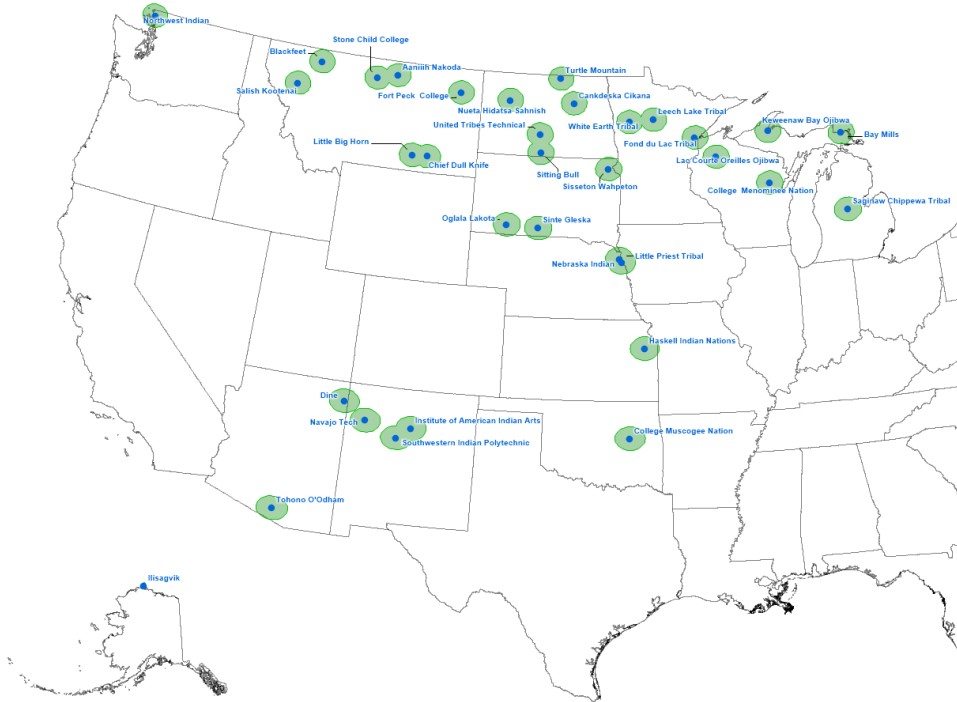 Northwest Indian
Stone Child College
Blackfeet
Aaniiih Nakoda
Turtle Mountain
Salish Kootenai
Fort Peck College
Cankdeska Cikana
Nueta Hidatsa Sahnish
Leech Lake Tribal
Keweenaw Bay Ojibwa
United Tribes Technical
White Earth Tribal
Bay Mills
Little Big Horn
Fond du Lac Tribal
Chief Dull Knife
Lac Courte Oreilles Ojibwa
Sitting Bull
Sisseton Wahpeton
College Menominee Nation
Saginaw Chippewa Tribal
Oglala Lakota
Sinte Gleska
Little Priest Tribal
Nebraska Indian
Haskell Indian Nations
Dine
Navajo Tech
Institute of American Indian Arts
College Muscogee Nation
Southwestern Indian Polytechnic
Tohono O'Odham
Ilisagvik